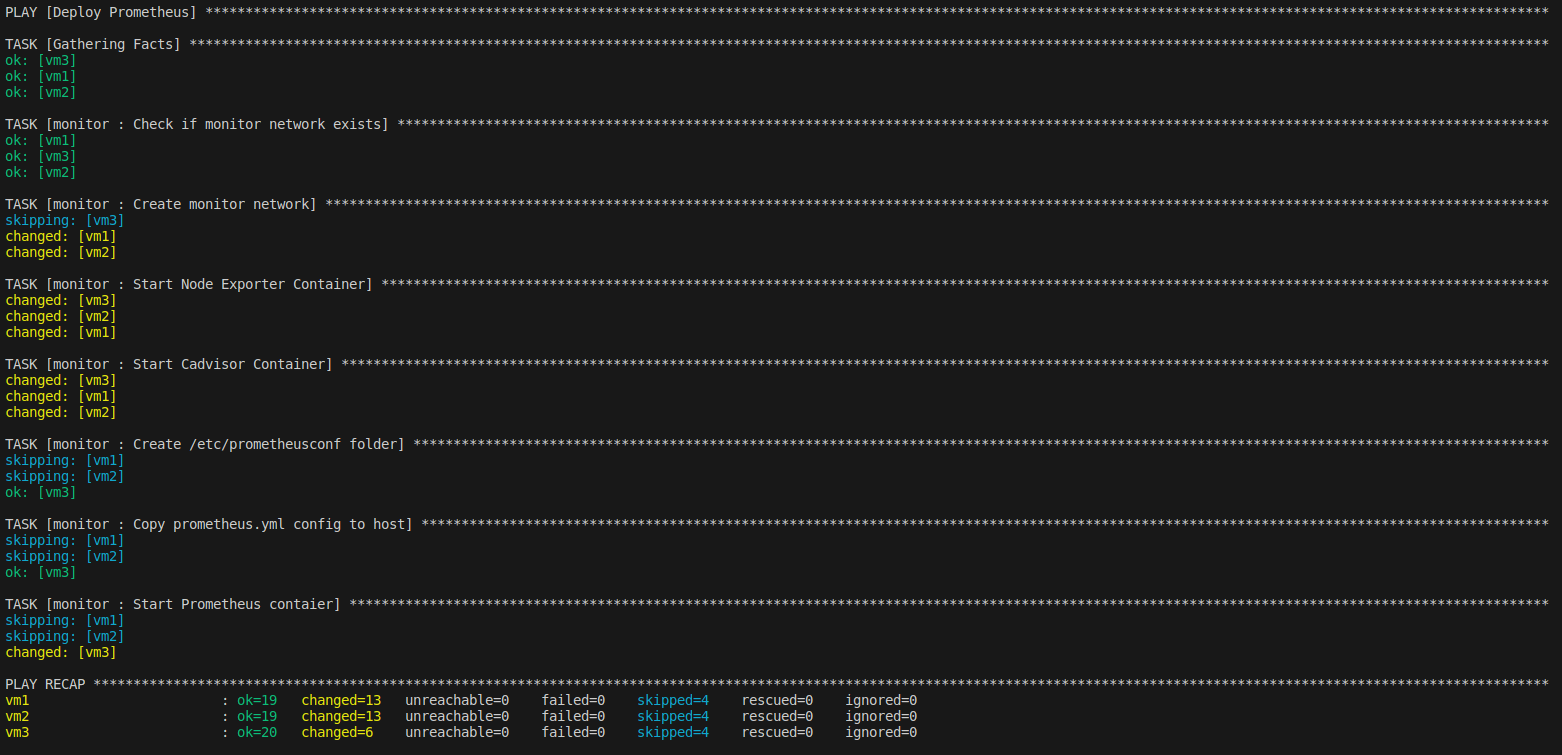 PLAY [Deploy Prometheus] ************************************************************************************************************************************************************************
TASK [Gathering Facts] **************************************************************************************************************************************************************************
ok: [vm3]
ok: [vm1]
ok: [vm2]
TASK [monitor : Check if monitor network exists] ************************************************************************************************************************************************
ok: [vm1]
ok: [vm3]
ok: [vm2]
TASK [monitor : Create monitor network] *********************************************************************************************************************************************************
skipping: [vm3]
changed: [vm1]
changed: [vm2]
TASK [monitor : Start Node Exporter Container] **************************************************************************************************************************************************
changed: [vm3]
changed: [vm2]
changed: [vm1]
TASK [monitor : Start Cadvisor Container] *******************************************************************************************************************************************************
changed: [vm3]
changed: [vm1]
changed: [vm2]
TASK [monitor : Create /etc/prometheusconf folder] **********************************************************************************************************************************************
skipping: [vm1]
skipping: [vm2]
ok: [vm3]
TASK [monitor : Copy prometheus.yml config to host] *********************************************************************************************************************************************
skipping: [vm1]
skipping: [vm2]
ok: [vm3]
TASK [monitor : Start Prometheus contaier] ******************************************************************************************************************************************************
skipping: [vm1]
skipping: [vm2]
changed: [vm3]
PLAY RECAP **************************************************************************************************************************************************************************************
vm1                        : ok=19   changed=13   unreachable=0    failed=0    skipped=4    rescued=0    ignored=0
vm2                        : ok=19   changed=13   unreachable=0    failed=0    skipped=4    rescued=0    ignored=0
vm3                        : ok=20   changed=6    unreachable=0    failed=0    skipped=4    rescued=0    ignored=0